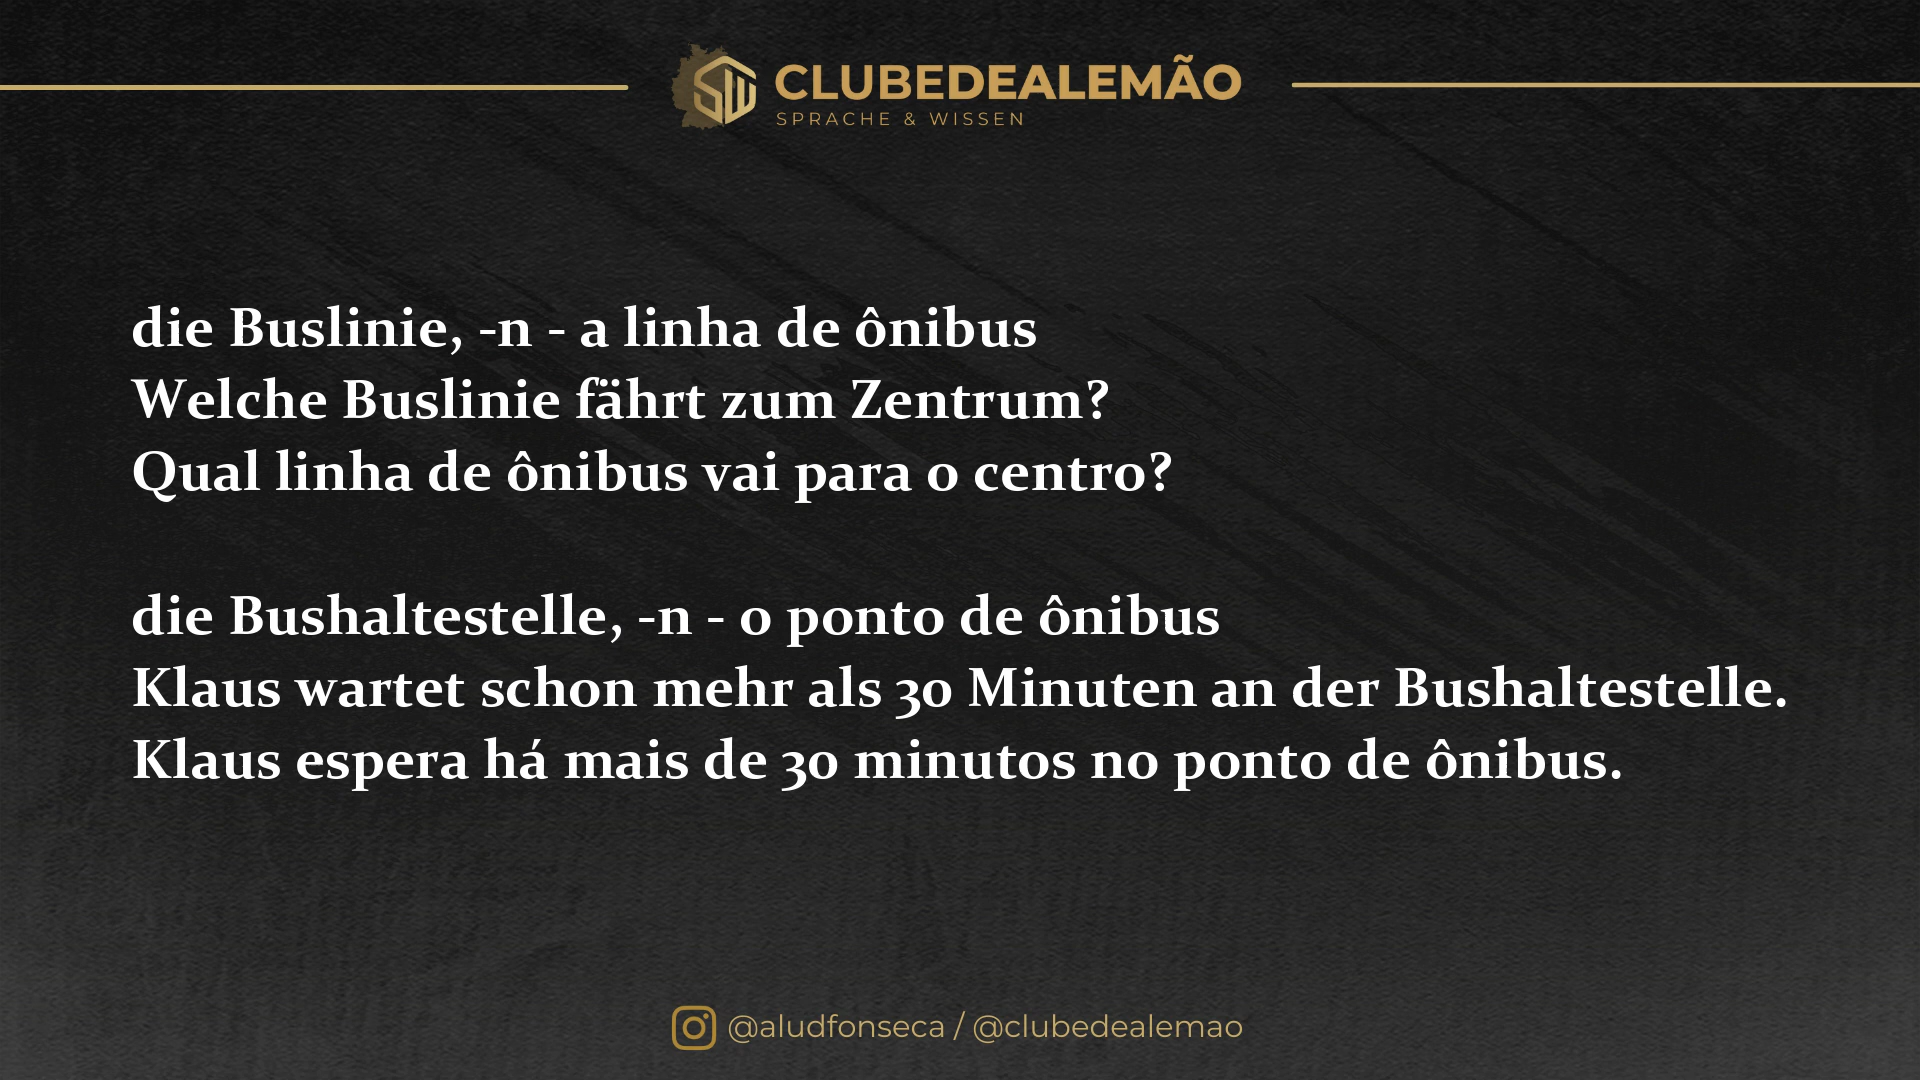 CLUBEDEALEMÃO
SPRACHE & WISSEN
die Buslinie, -n - a linha de ônibus
Welche Buslinie fährt zum Zentrum?
Qual linha de ônibus vai para o centro?
die Bushaltestelle, -n - o ponto de ônibus
Klaus wartet schon mehr als 30 Minuten an der Bushaltestelle.
Klaus espera há mais de 30 minutos no ponto de ônibus.
@aludfonseca / @clubedealemao